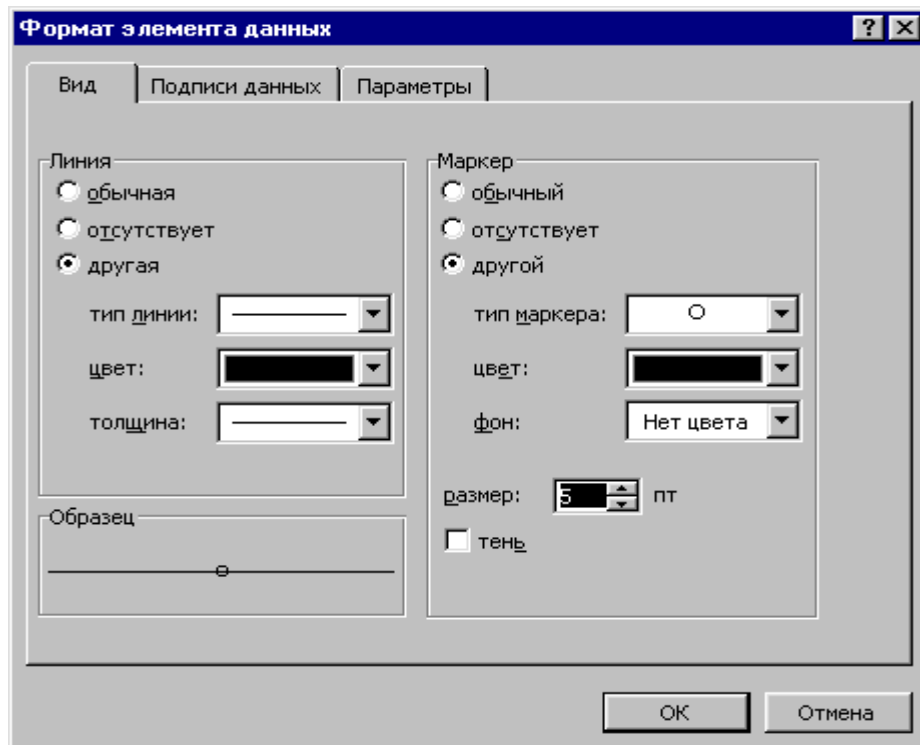 Формат элемента данных
Вид
Подписи данных
Параметры
Линия
обычная
отсутствует
другая
тип линии:
цвет:
толщина:
Образец
Маркер
обычный
отсутствует
другой
тип маркера:
цвет:
фон:
Нет цвета
размер:
5
пт
тень
ОК
Отмена